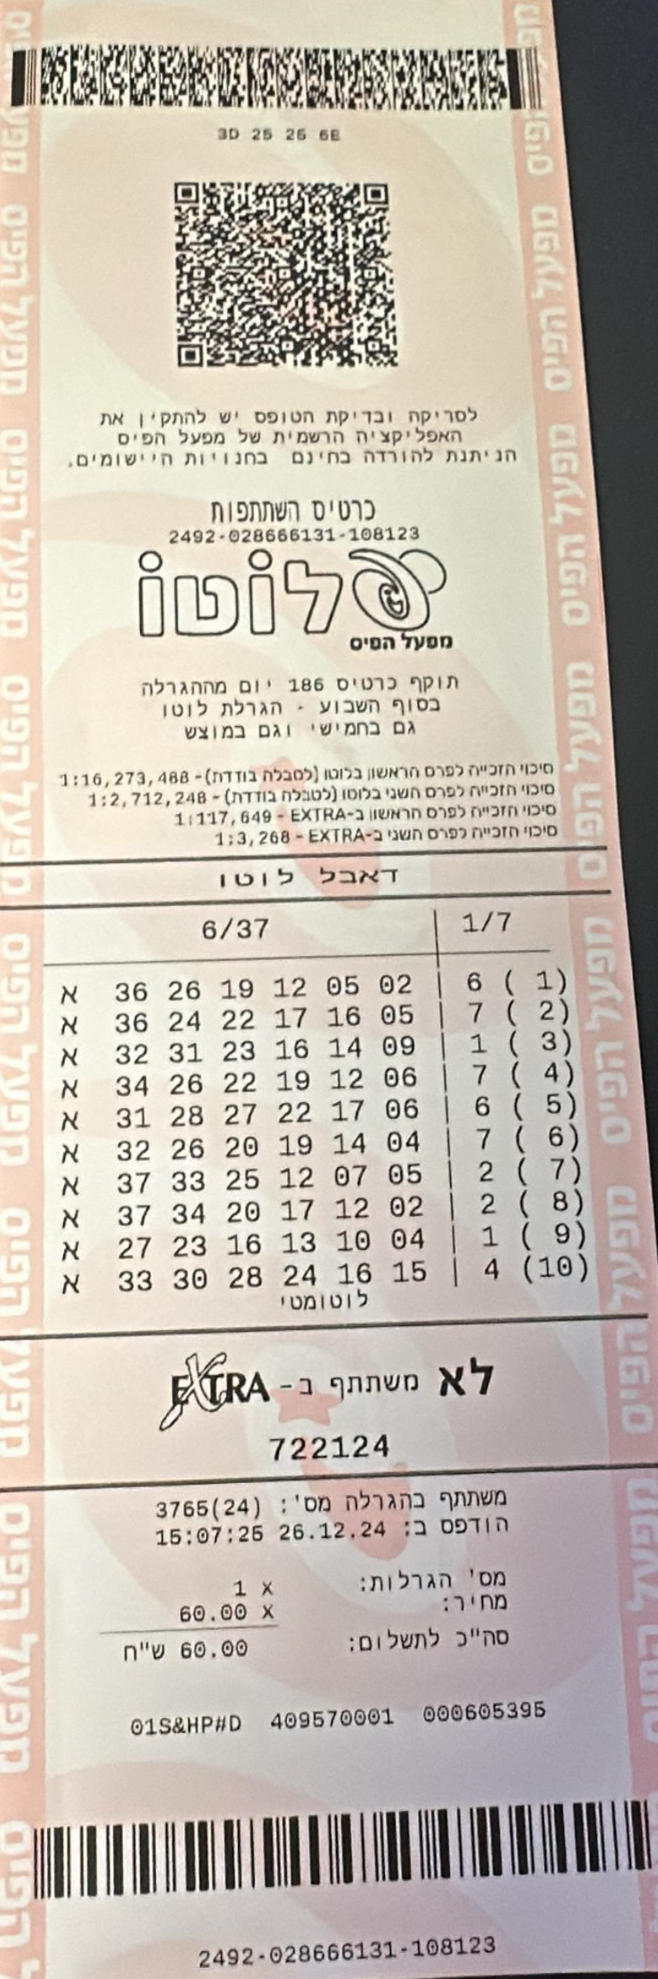 3D 25 26 6E
לסריקה ובדיקת הטופס יש להתקין את
האפליקציה הרשמית של מפעל הפיס
הניתנת להורדה בחינם בחנויות היישומים.
כרטיס השתתפות
2492-028666131-108123
לוטו
מפעל הפיס
תוקף כרטיס 186 יום מההגרלה
בסוף השבוע - הגרלת לוטו
גם בחמישי וגם במוצש
סיכוי הזכייה לפרס הראשון בלוטו (לטבלה בודדת)- 1:16,273,488
סיכוי הזכייה לפרס השני בלוטו (לטבלה בודדת) - 1:2,712,248
סיכוי הזכייה לפרס הראשון ב-EXTRA - 1:117,649
סיכוי הזכייה לפרס השני ב-EXTRA - 1:3,268
דאבל לוטו
6/37 | 1/7
א 36 26 19 12 05 02 | 6 ( 1)
א 36 24 22 17 16 05 | 7 ( 2)
א 32 31 23 16 14 09 | 1 ( 3)
א 34 26 22 19 12 06 | 7 ( 4)
א 31 28 27 22 17 06 | 6 ( 5)
א 32 26 20 19 14 04 | 7 ( 6)
א 37 33 25 12 07 05 | 2 ( 7)
א 37 34 20 17 12 02 | 2 ( 8)
א 27 23 16 13 10 04 | 1 ( 9)
א 33 30 28 24 16 15 | 4 (10)
לוטומטי
לא משתתף ב- EXTRA
722124
משתתף בהגרלה מס': 3765(24)
הודפס ב: 26.12.24 15:07:25
מס' הגרלות: 1 x
מחיר: 60.00 x
סה"כ לתשלום: 60.00 ש"ח
01S&HP#D 409570001 000605395
2492-028666131-108123